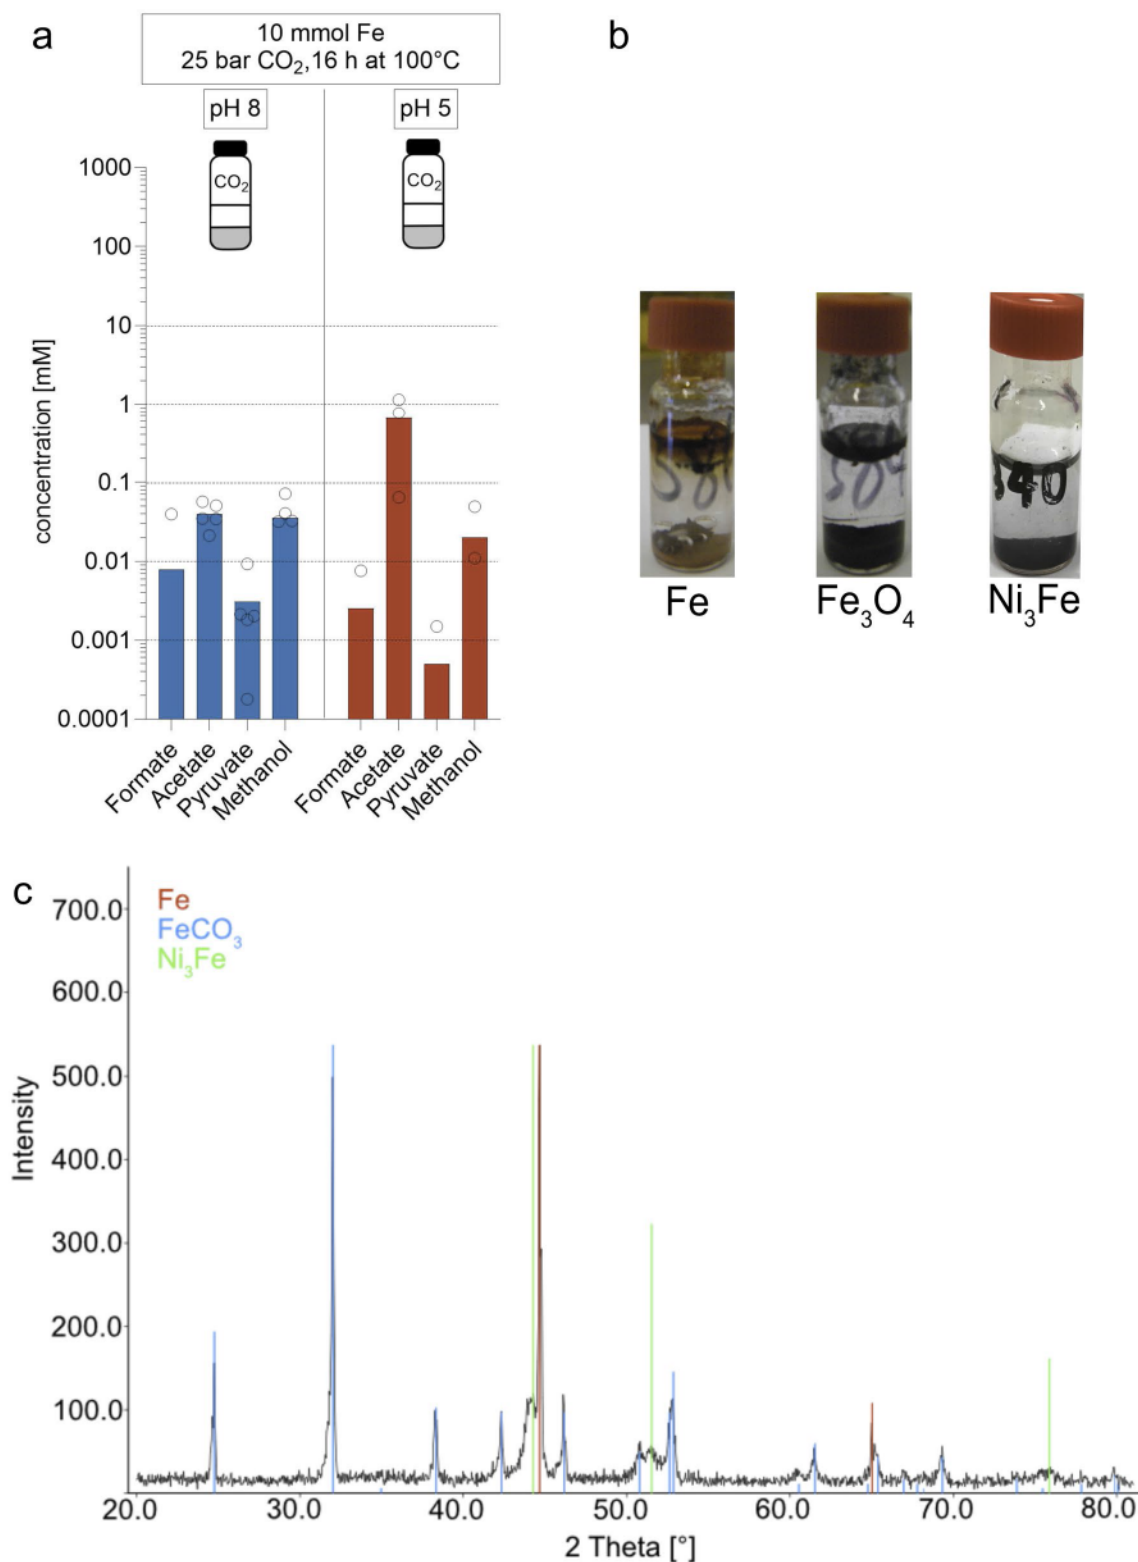 a
10 mmol Fe
25 bar CO₂,16 h at 100°C
pH 8
pH 5
CO₂
CO₂
1000
100
10
1
0.1
0.01
0.001
0.0001
concentration [mM]
Formate
Acetate
Pyruvate
Methanol
Formate
Acetate
Pyruvate
Methanol
b
340
Fe
Fe₃O₄
Ni₃Fe
c
Fe
FeCO₃
Ni₃Fe
700.0
600.0
500.0
400.0
300.0
200.0
100.0
Intensity
20.0
30.0
40.0
50.0
60.0
70.0
80.0
2 Theta [°]